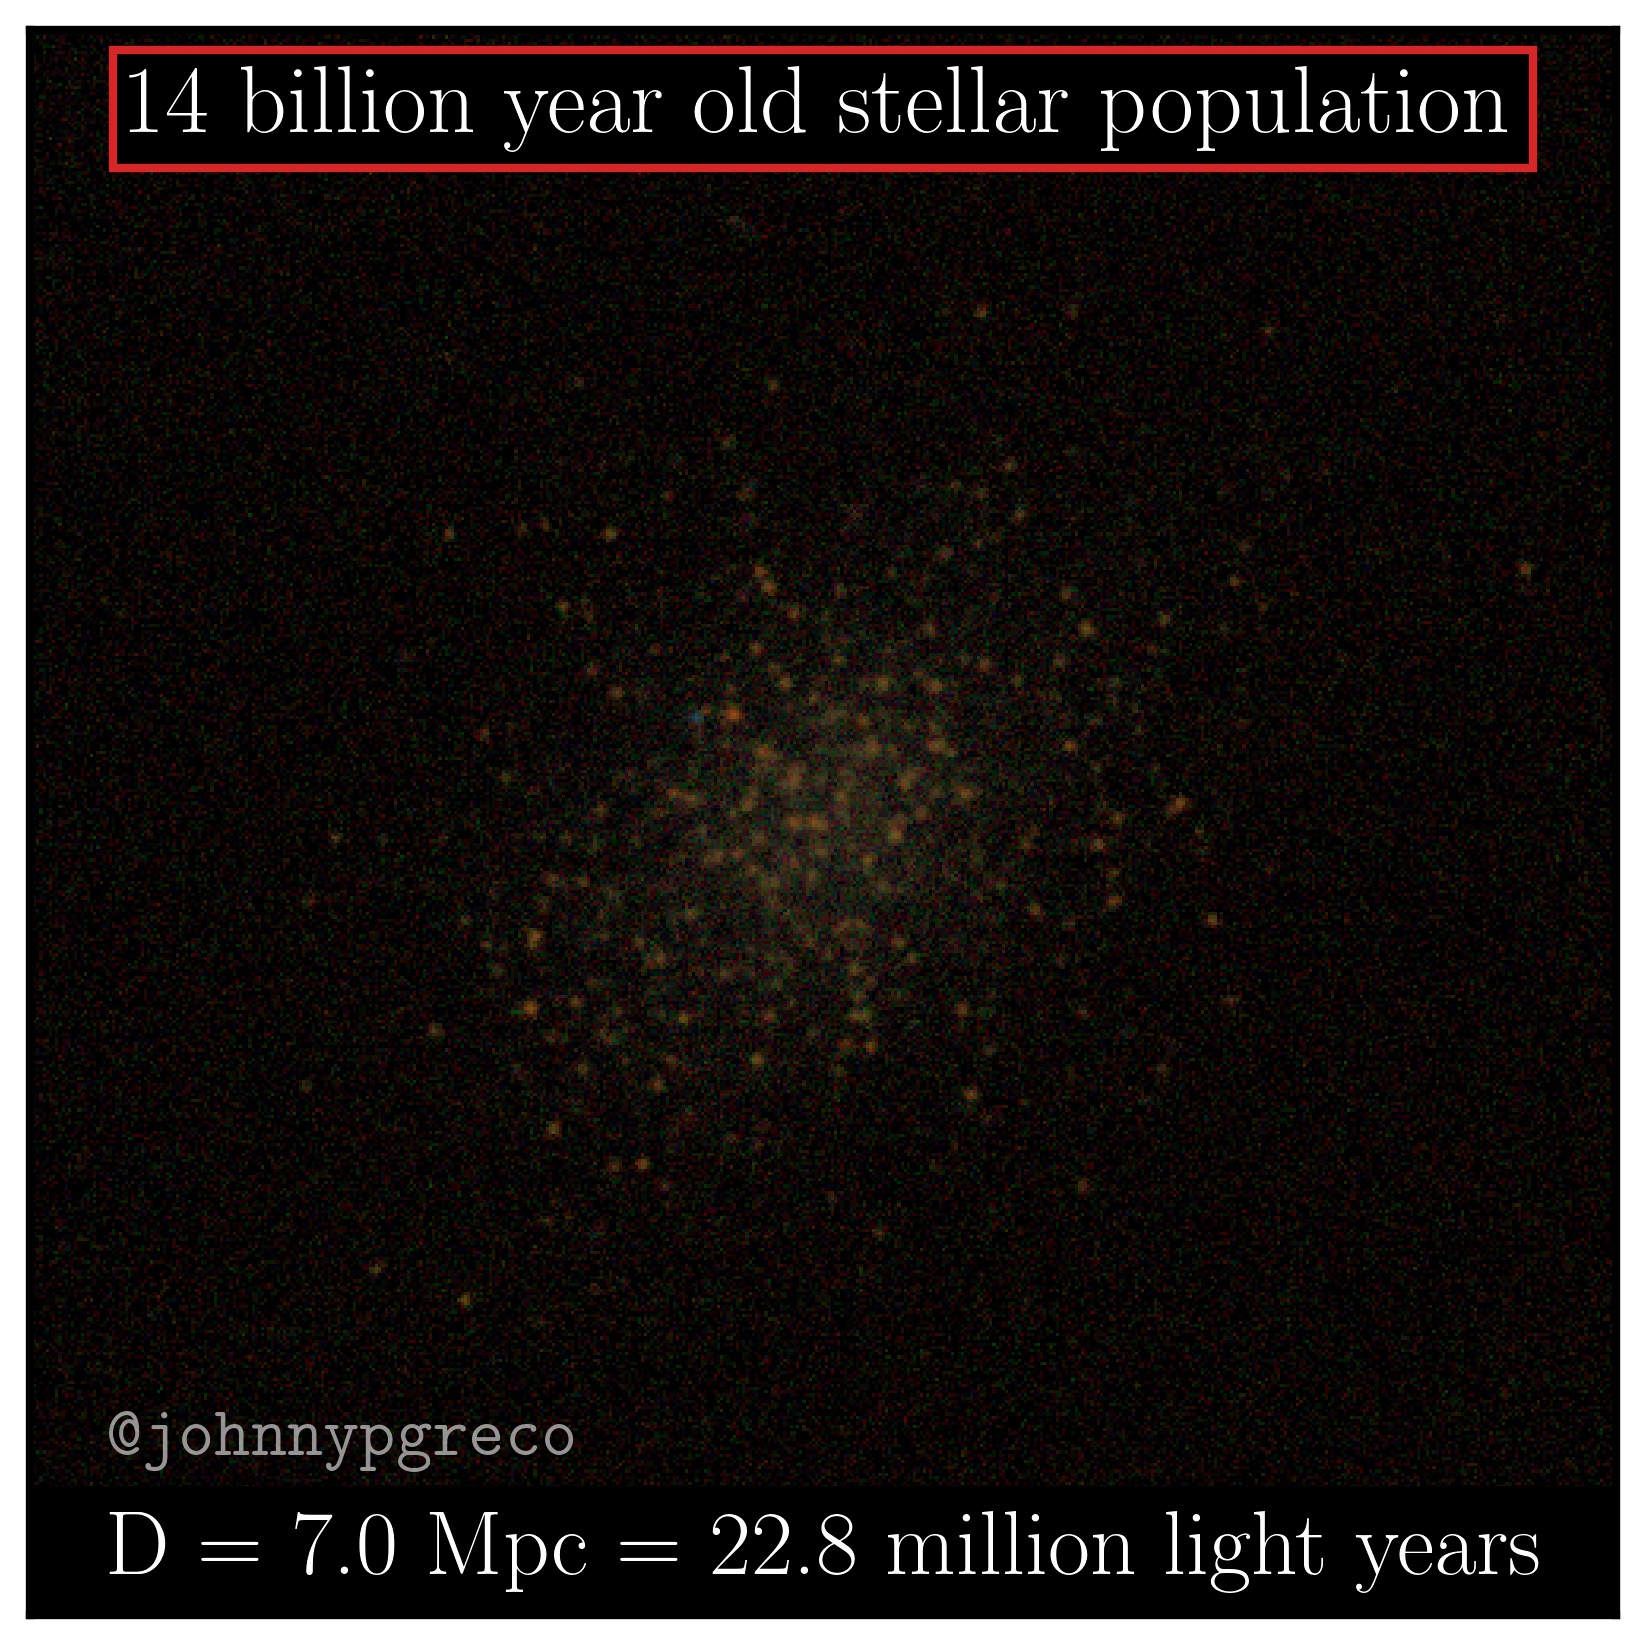 14 billion year old stellar population
@johnnypgreco
D = 7.0 Mpc = 22.8 million light years